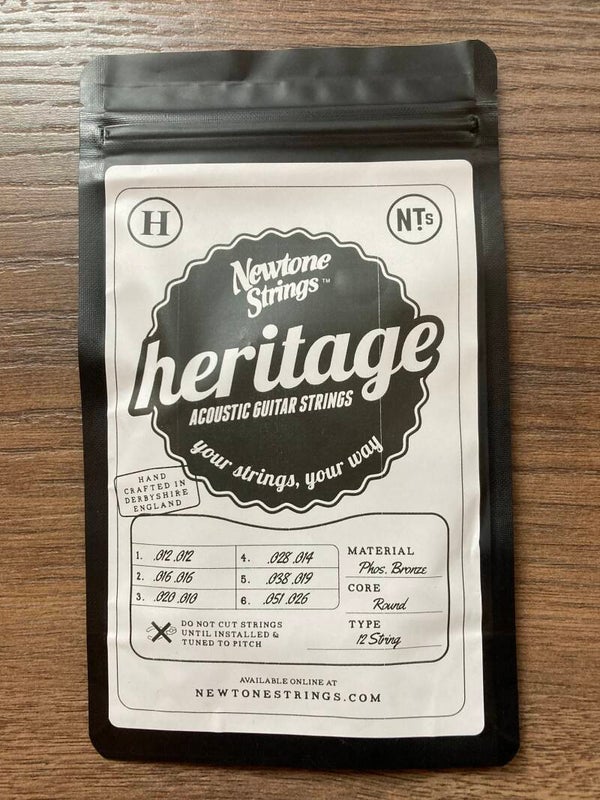 H
NTs
Newtone
Strings™
heritage
ACOUSTIC GUITAR STRINGS
your strings, your way
HAND
CRAFTED IN
DERBYSHIRE
ENGLAND
1. .012 .012
2. .016 .016
3. .020 .010
4. .028 .014
5. .038 .019
6. .051 .026
MATERIAL
Phos. Bronze
CORE
Round
TYPE
12 String
DO NOT CUT STRINGS
UNTIL INSTALLED &
TUNED TO PITCH
AVAILABLE ONLINE AT
NEWTONESTRINGS.COM